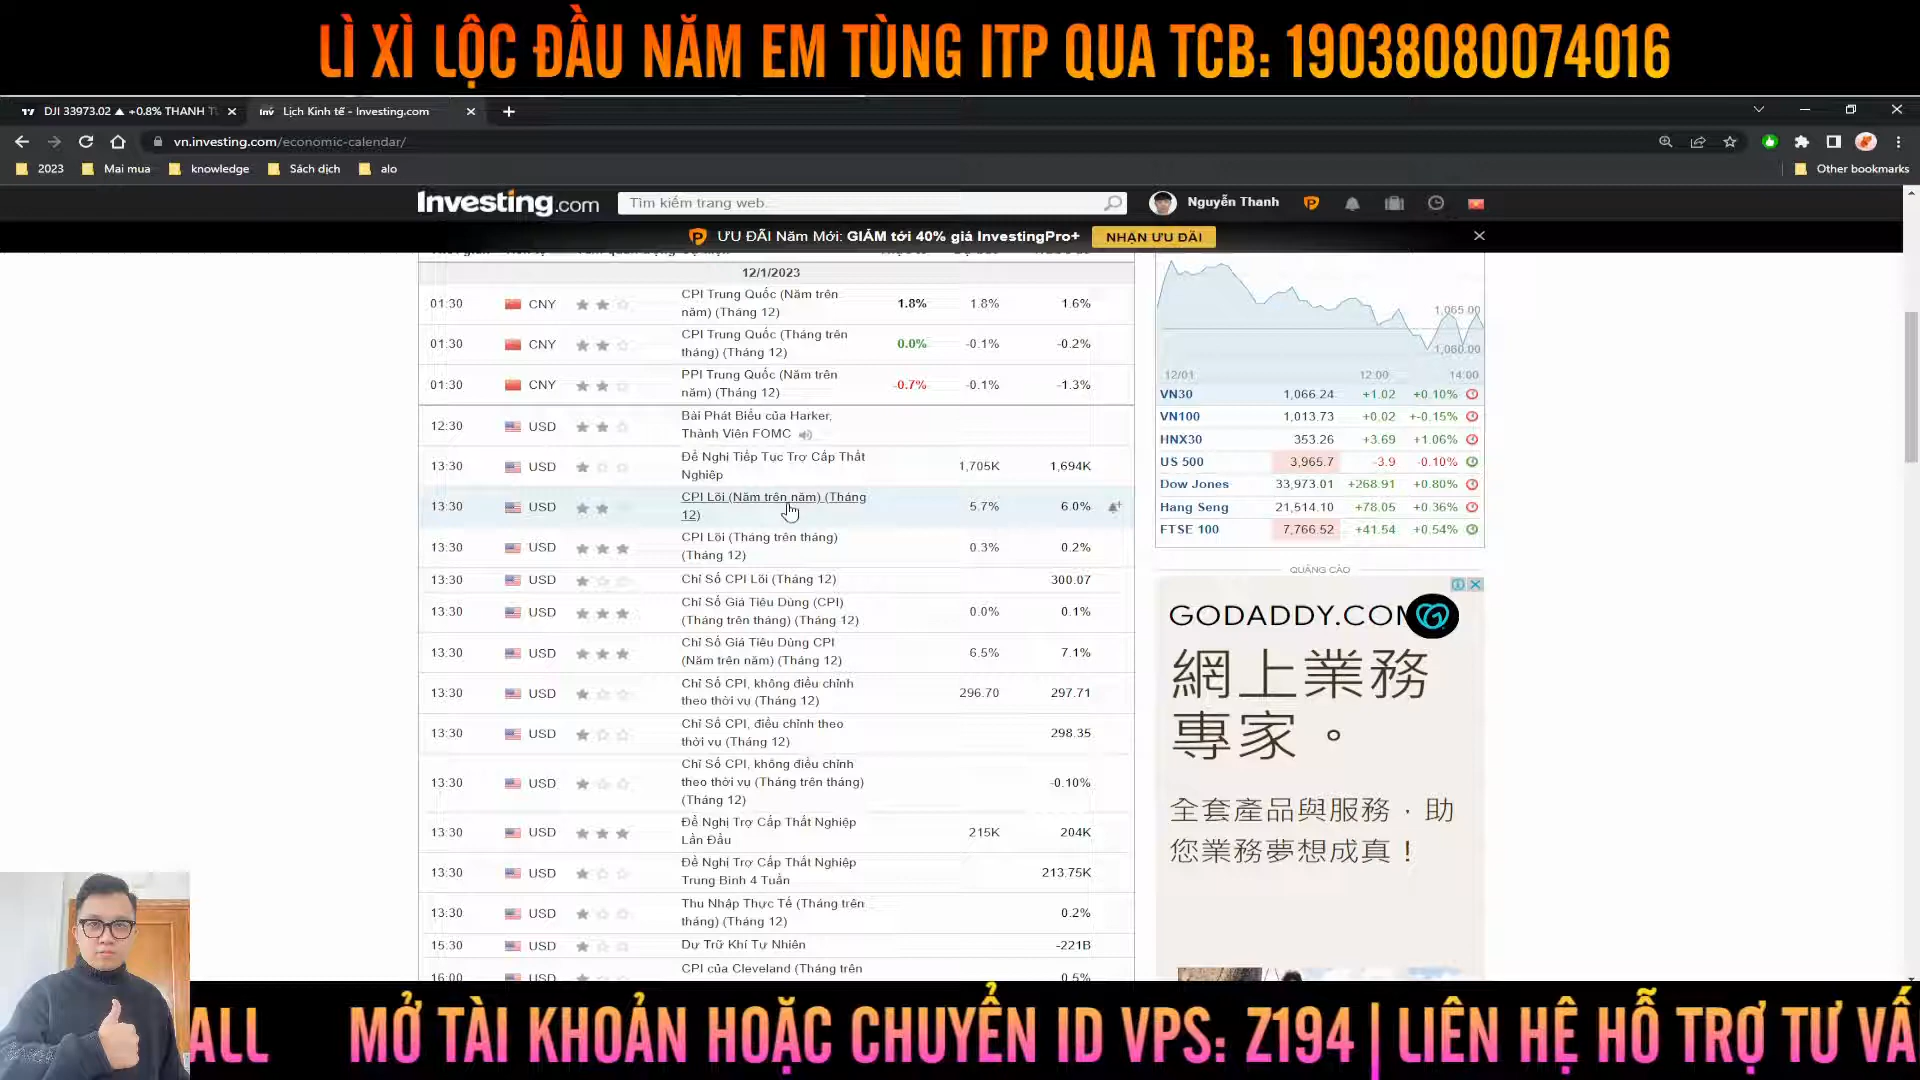 LÌ XÌ LỘC ĐẦU NĂM EM TÙNG ITP QUA TCB: 19038080074016
DJI 33973.02 ▲ +0.8% THANH T
Lịch Kinh tế - Investing.com
vn.investing.com/economic-calendar/
2023 Mai mua knowledge Sách dịch alo Other bookmarks
Investing.com
Tìm kiếm trang web...
Nguyễn Thanh
ƯU ĐÃI Năm Mới: GIẢM tới 40% giá InvestingPro+ NHẬN ƯU ĐÃI
12/1/2023
01:30 CNY CPI Trung Quốc (Năm trên 1.8% 1.8% 1.6%
năm) (Tháng 12)
01:30 CNY CPI Trung Quốc (Tháng trên 0.0% -0.1% -0.2%
tháng) (Tháng 12)
01:30 CNY PPI Trung Quốc (Năm trên -0.7% -0.1% -1.3%
năm) (Tháng 12)
12:30 USD Bài Phát Biểu của Harker,
Thành Viên FOMC
13:30 USD Đề Nghị Tiếp Tục Trợ Cấp Thất 1,705K 1,694K
Nghiệp
13:30 USD CPI Lõi (Năm trên năm) (Tháng 5.7% 6.0%
12)
13:30 USD CPI Lõi (Tháng trên tháng) 0.3% 0.2%
(Tháng 12)
13:30 USD Chỉ Số CPI Lõi (Tháng 12) 300.07
13:30 USD Chỉ Số Giá Tiêu Dùng (CPI) 0.0% 0.1%
(Tháng trên tháng) (Tháng 12)
13:30 USD Chỉ Số Giá Tiêu Dùng CPI 6.5% 7.1%
(Năm trên năm) (Tháng 12)
13:30 USD Chỉ Số CPI, không điều chỉnh 296.70 297.71
theo thời vụ (Tháng 12)
13:30 USD Chỉ Số CPI, điều chỉnh theo 298.35
thời vụ (Tháng 12)
13:30 USD Chỉ Số CPI, không điều chỉnh -0.10%
theo thời vụ (Tháng trên tháng)
(Tháng 12)
13:30 USD Đề Nghị Trợ Cấp Thất Nghiệp 215K 204K
Lần Đầu
13:30 USD Đề Nghị Trợ Cấp Thất Nghiệp 213.75K
Trung Bình 4 Tuần
13:30 USD Thu Nhập Thực Tế (Tháng trên 0.2%
tháng) (Tháng 12)
15:30 USD Dự Trữ Khí Tự Nhiên -221B
16:00 USD CPI của Cleveland (Tháng trên 0.5%
1,065.00
1,060.00
12/01 12:00 14:00
VN30 1,066.24 +1.02 +0.10%
VN100 1,013.73 +0.02 +-0.15%
HNX30 353.26 +3.69 +1.06%
US 500 3,965.7 -3.9 -0.10%
Dow Jones 33,973.01 +268.91 +0.80%
Hang Seng 21,514.10 +78.05 +0.36%
FTSE 100 7,766.52 +41.54 +0.54%
QUẢNG CÁO
GODADDY.COM
網上業務
專家。
全套產品與服務，助
您業務夢想成真！
ALL MỞ TÀI KHOẢN HOẶC CHUYỂN ID VPS: Z194 | LIÊN HỆ HỖ TRỢ TƯ VẤ